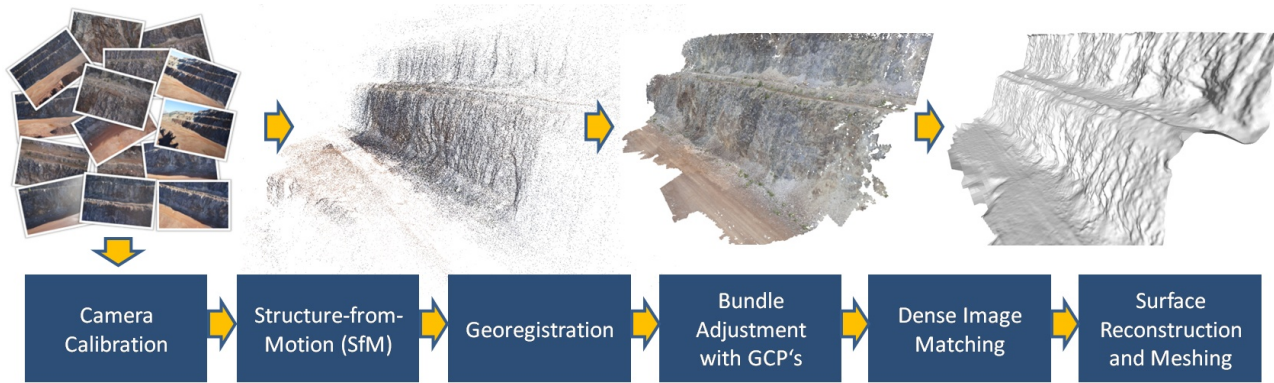 Camera
Calibration
Structure-from-
Motion (SfM)
Georegistration
Bundle
Adjustment
with GCP‘s
Dense Image
Matching
Surface
Reconstruction
and Meshing